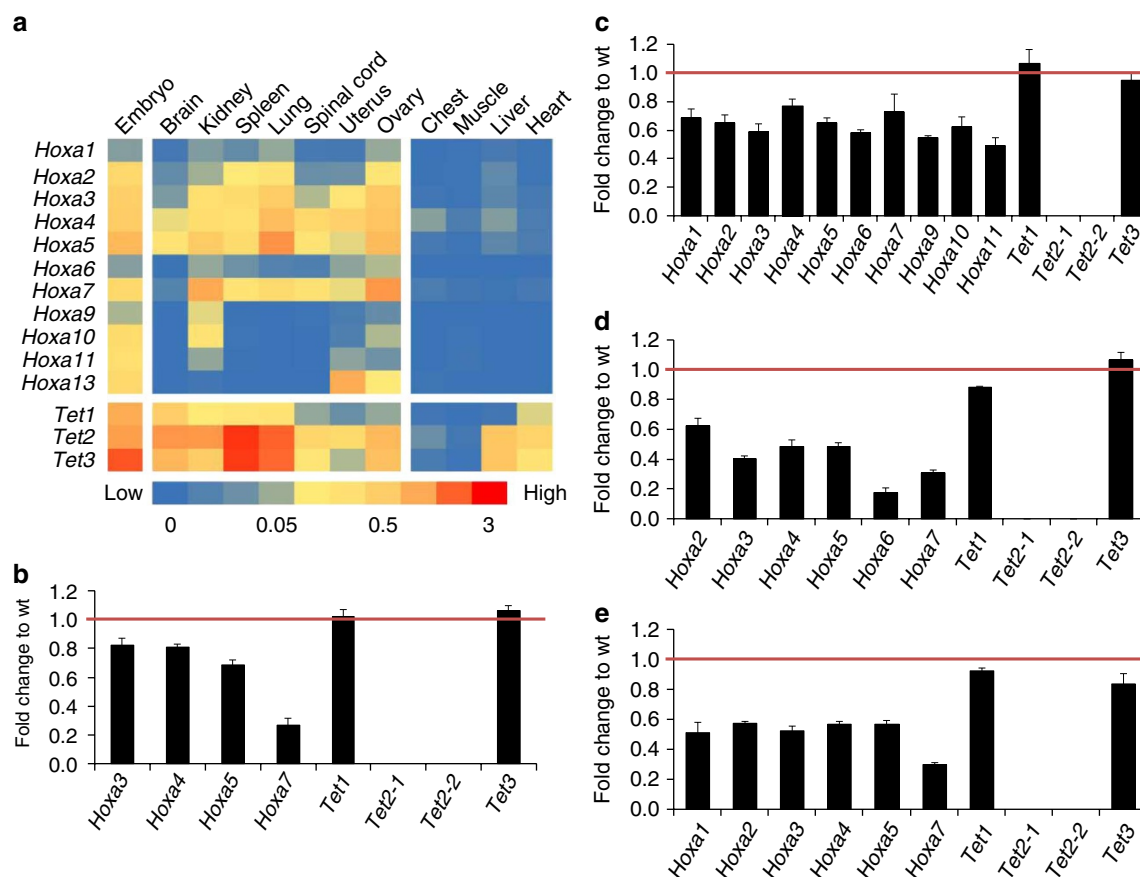 a
Embryo Brain Kidney Spleen Lung Spinal cord Uterus Ovary Chest Muscle Liver Heart
Hoxa1
Hoxa2
Hoxa3
Hoxa4
Hoxa5
Hoxa6
Hoxa7
Hoxa9
Hoxa10
Hoxa11
Hoxa13
Tet1
Tet2
Tet3
Low High
0 0.05 0.5 3
b
Fold change to wt
1.2
1.0
0.8
0.6
0.4
0.2
0.0
Hoxa3 Hoxa4 Hoxa5 Hoxa7 Tet1 Tet2-1 Tet2-2 Tet3
c
Fold change to wt
1.2
1.0
0.8
0.6
0.4
0.2
0.0
Hoxa1 Hoxa2 Hoxa3 Hoxa4 Hoxa5 Hoxa6 Hoxa7 Hoxa9 Hoxa10 Hoxa11 Tet1 Tet2-1 Tet2-2 Tet3
d
Fold change to wt
1.2
1.0
0.8
0.6
0.4
0.2
0.0
Hoxa2 Hoxa3 Hoxa4 Hoxa5 Hoxa6 Hoxa7 Tet1 Tet2-1 Tet2-2 Tet3
e
Fold change to wt
1.2
1.0
0.8
0.6
0.4
0.2
0.0
Hoxa1 Hoxa2 Hoxa3 Hoxa4 Hoxa5 Hoxa7 Tet1 Tet2-1 Tet2-2 Tet3